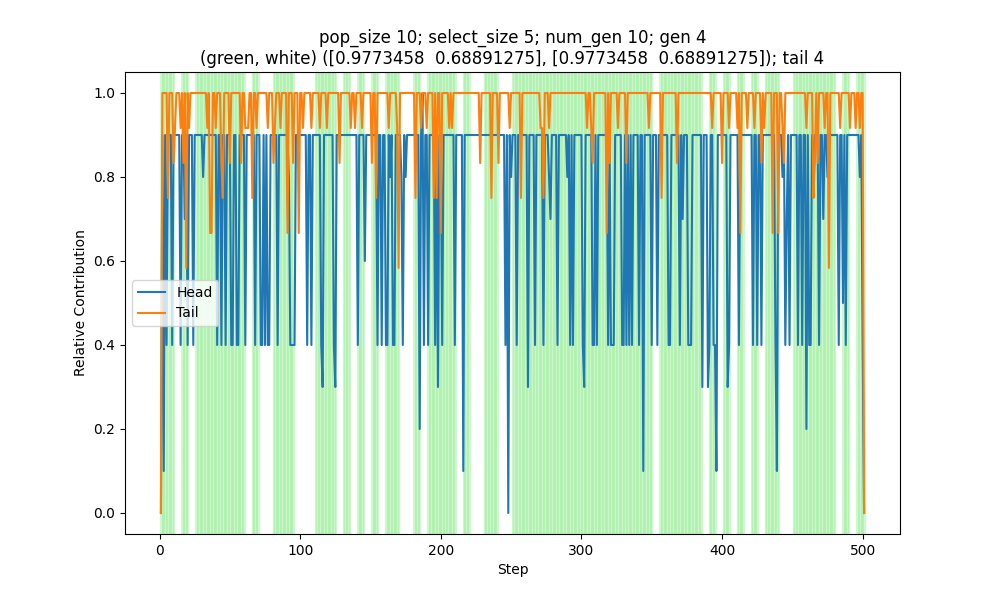 pop_size 10; select_size 5; num_gen 10; gen 4
(green, white) ([0.9773458  0.68891275], [0.9773458  0.68891275]); tail 4
1.0
0.8
0.6
0.4
0.2
0.0
Relative Contribution
Head
Tail
0 100 200 300 400 500
Step